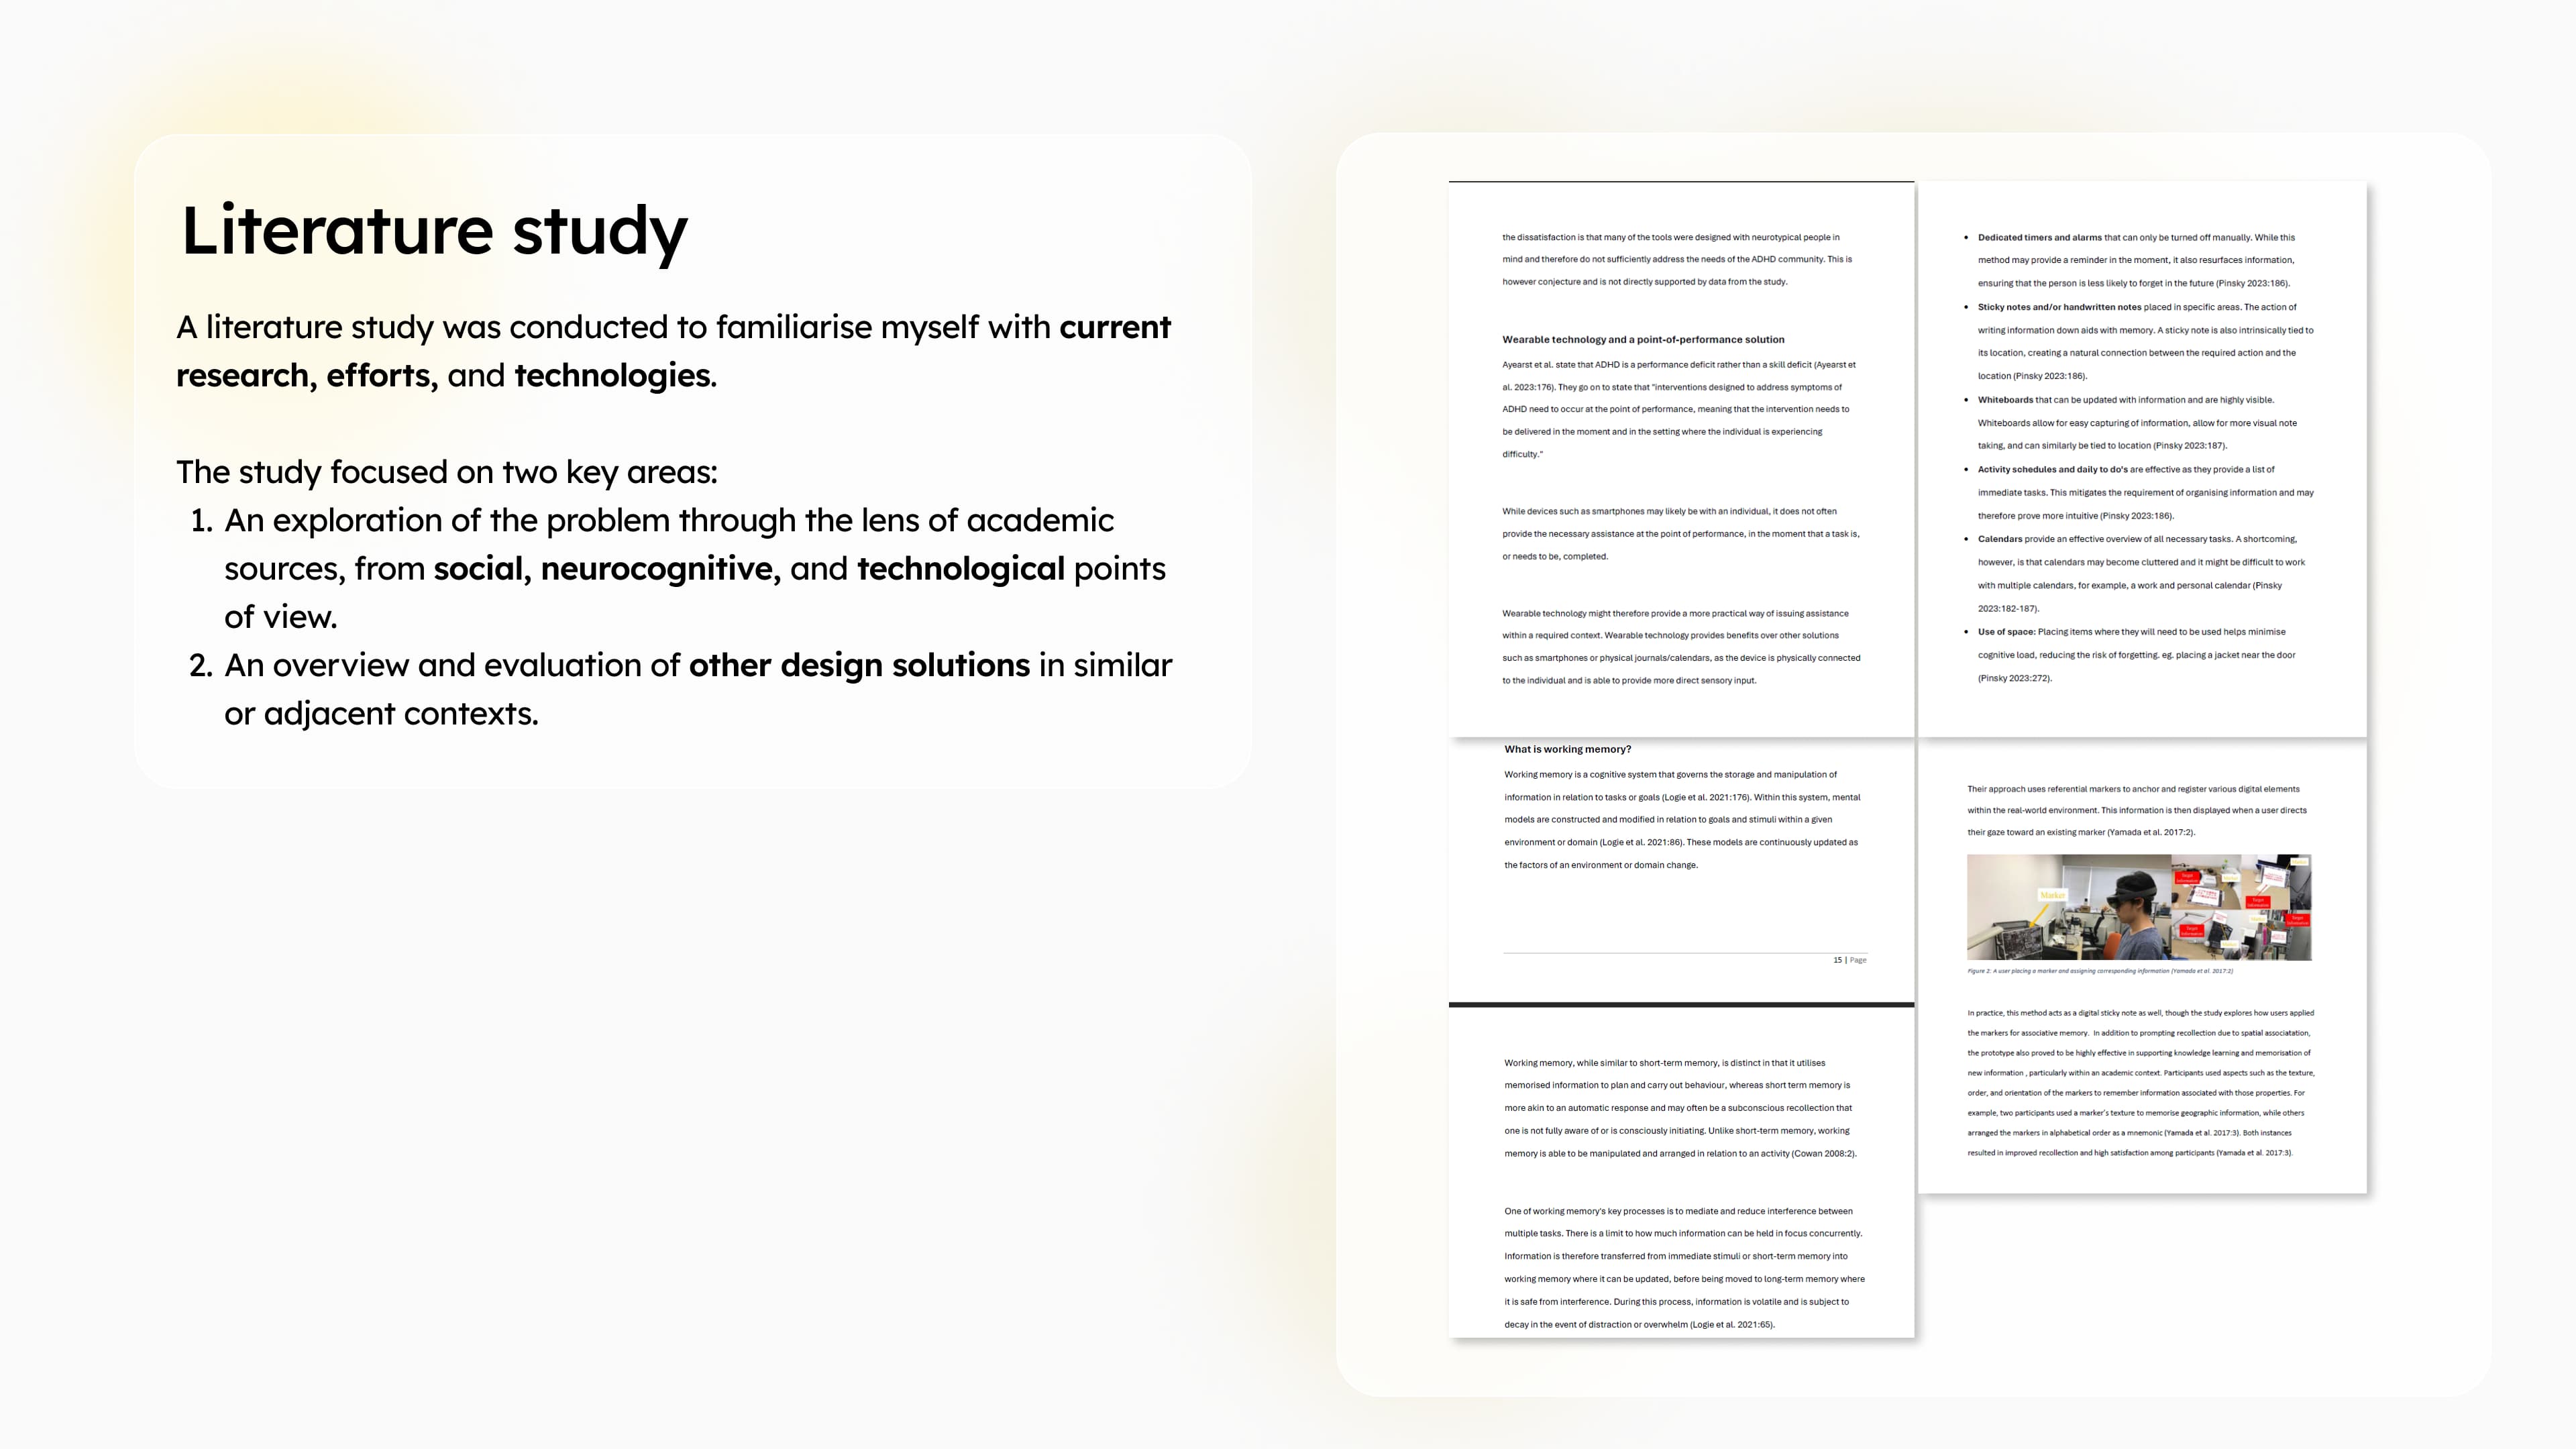 Literature study
A literature study was conducted to familiarise myself with current
research, efforts, and technologies.
The study focused on two key areas:
1. An exploration of the problem through the lens of academic
sources, from social, neurocognitive, and technological points
of view.
2. An overview and evaluation of other design solutions in similar
or adjacent contexts.
the dissatisfaction is that many of the tools were designed with neurotypical people in
mind and therefore do not sufficiently address the needs of the ADHD community. This is
however conjecture and is not directly supported by data from the study.
Wearable technology and a point-of-performance solution
Ayearst et al. state that ADHD is a performance deficit rather than a skill deficit (Ayearst et
al. 2023:176). They go on to state that "interventions designed to address symptoms of
ADHD need to occur at the point of performance, meaning that the intervention needs to
be delivered in the moment and in the setting where the individual is experiencing
difficulty."
While devices such as smartphones may likely be with an individual, it does not often
provide the necessary assistance at the point of performance, in the moment that a task is,
or needs to be, completed.
Wearable technology might therefore provide a more practical way of issuing assistance
within a required context. Wearable technology provides benefits over other solutions
such as smartphones or physical journals/calendars, as the device is physically connected
to the individual and is able to provide more direct sensory input.
What is working memory?
Working memory is a cognitive system that governs the storage and manipulation of
information in relation to tasks or goals (Logie et al. 2021:176). Within this system, mental
models are constructed and modified in relation to goals and stimuli within a given
environment or domain (Logie et al. 2021:86). These models are continuously updated as
the factors of an environment or domain change.
15 | Page
Working memory, while similar to short-term memory, is distinct in that it utilises
memorised information to plan and carry out behaviour, whereas short term memory is
more akin to an automatic response and may often be a subconscious recollection that
one is not fully aware of or is consciously initiating. Unlike short-term memory, working
memory is able to be manipulated and arranged in relation to an activity (Cowan 2008:2).
One of working memory's key processes is to mediate and reduce interference between
multiple tasks. There is a limit to how much information can be held in focus concurrently.
Information is therefore transferred from immediate stimuli or short-term memory into
working memory where it can be updated, before being moved to long-term memory where
it is safe from interference. During this process, information is volatile and is subject to
decay in the event of distraction or overwhelm (Logie et al. 2021:65).
• Dedicated timers and alarms that can only be turned off manually. While this
method may provide a reminder in the moment, it also resurfaces information,
ensuring that the person is less likely to forget in the future (Pinsky 2023:186).
• Sticky notes and/or handwritten notes placed in specific areas. The action of
writing information down aids with memory. A sticky note is also intrinsically tied to
its location, creating a natural connection between the required action and the
location (Pinsky 2023:186).
• Whiteboards that can be updated with information and are highly visible.
Whiteboards allow for easy capturing of information, allow for more visual note
taking, and can similarly be tied to location (Pinsky 2023:187).
• Activity schedules and daily to do's are effective as they provide a list of
immediate tasks. This mitigates the requirement of organising information and may
therefore prove more intuitive (Pinsky 2023:186).
• Calendars provide an effective overview of all necessary tasks. A shortcoming,
however, is that calendars may become cluttered and it might be difficult to work
with multiple calendars, for example, a work and personal calendar (Pinsky
2023:182-187).
• Use of space: Placing items where they will need to be used helps minimise
cognitive load, reducing the risk of forgetting. eg. placing a jacket near the door
(Pinsky 2023:272).
Their approach uses referential markers to anchor and register various digital elements
within the real-world environment. This information is then displayed when a user directs
their gaze toward an existing marker (Yamada et al. 2017:2).
Marker
Target
Information
Target
Information
Target
Information
Target
Information
Figure 2: A user placing a marker and assigning corresponding information (Yamada et al. 2017:2)
In practice, this method acts as a digital sticky note as well, though the study explores how users applied
the markers for associative memory.  In addition to prompting recollection due to spatial associatation,
the prototype also proved to be highly effective in supporting knowledge learning and memorisation of
new information , particularly within an academic context. Participants used aspects such as the texture,
order, and orientation of the markers to remember information associated with those properties. For
example, two participants used a marker's texture to memorise geographic information, while others
arranged the markers in alphabetical order as a mnemonic (Yamada et al. 2017:3). Both instances
resulted in improved recollection and high satisfaction among participants (Yamada et al. 2017:3).